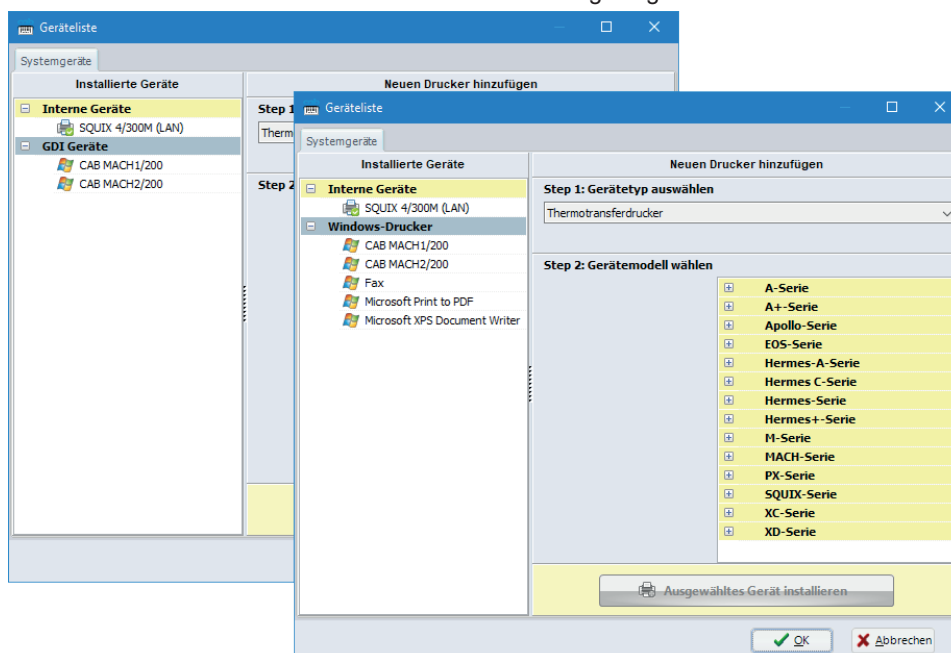 Geräteliste
Systemgeräte
Installierte Geräte
Neuen Drucker hinzufügen
Interne Geräte
SQUIX 4/300M (LAN)
GDI Geräte
CAB MACH1/200
CAB MACH2/200
Step 1
Therm
Step 2
Geräteliste
Systemgeräte
Installierte Geräte
Neuen Drucker hinzufügen
Interne Geräte
SQUIX 4/300M (LAN)
Windows-Drucker
CAB MACH1/200
CAB MACH2/200
Fax
Microsoft Print to PDF
Microsoft XPS Document Writer
Step 1: Gerätetyp auswählen
Thermotransferdrucker
Step 2: Gerätemodell wählen
A-Serie
A+-Serie
Apollo-Serie
EOS-Serie
Hermes-A-Serie
Hermes C-Serie
Hermes-Serie
Hermes+-Serie
M-Serie
MACH-Serie
PX-Serie
SQUIX-Serie
XC-Serie
XD-Serie
Ausgewähltes Gerät installieren
OK
Abbrechen